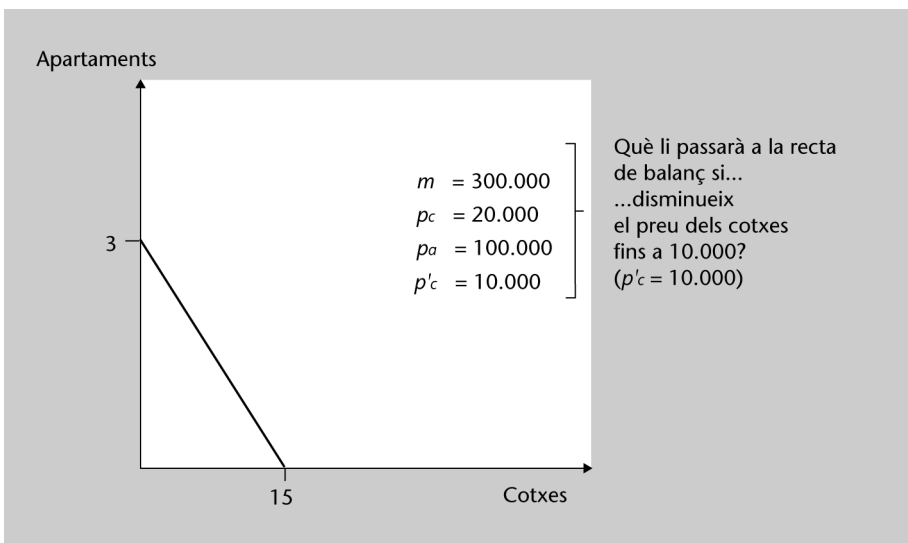 Apartaments
m = 300.000
pc = 20.000
pa = 100.000
p'c = 10.000
Què li passarà a la recta
de balanç si...
...disminueix
el preu dels cotxes
fins a 10.000?
(p'c = 10.000)
3
15
Cotxes